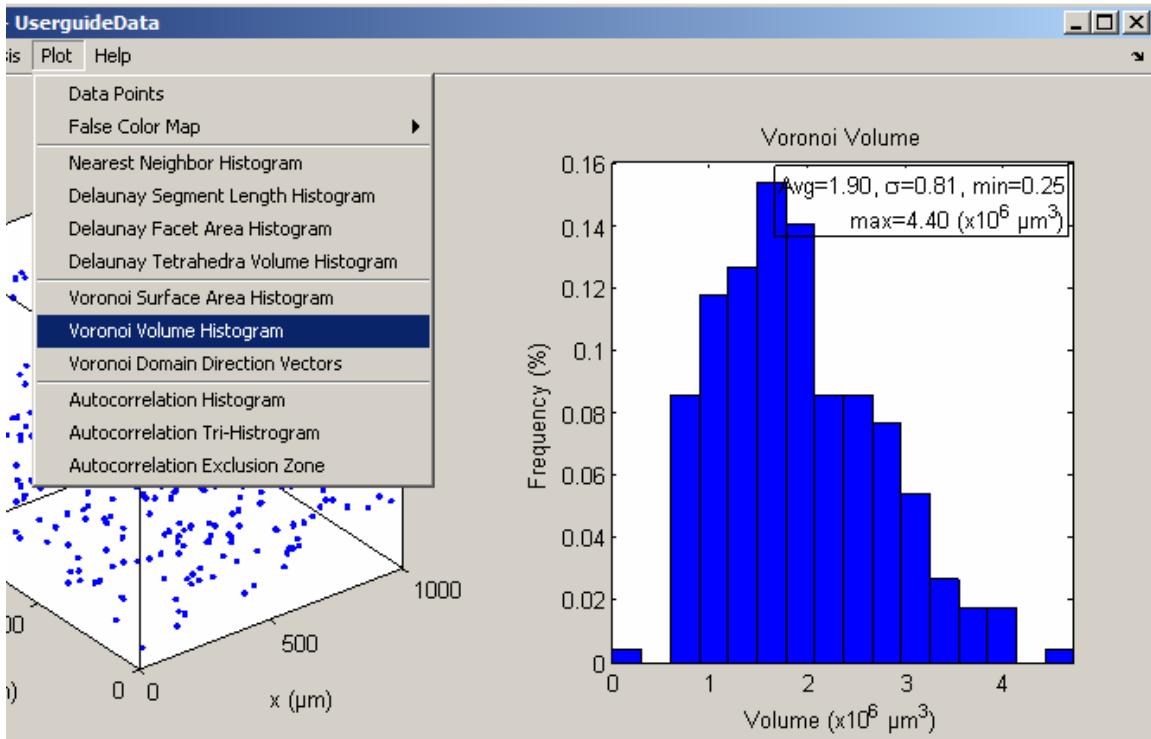 - UserguideData
is Plot Help
Data Points
False Color Map
Nearest Neighbor Histogram
Delaunay Segment Length Histogram
Delaunay Facet Area Histogram
Delaunay Tetrahedra Volume Histogram
Voronoi Surface Area Histogram
Voronoi Volume Histogram
Voronoi Domain Direction Vectors
Autocorrelation Histogram
Autocorrelation Tri-Histrogram
Autocorrelation Exclusion Zone
1000
500
0
0
00
)
x (µm)
Voronoi Volume
Avg=1.90, σ=0.81, min=0.25
max=4.40 (x10⁶ µm³)
0.16
0.14
0.12
0.1
0.08
0.06
0.04
0.02
0
Frequency (%)
0 1 2 3 4
Volume (x10⁶ µm³)